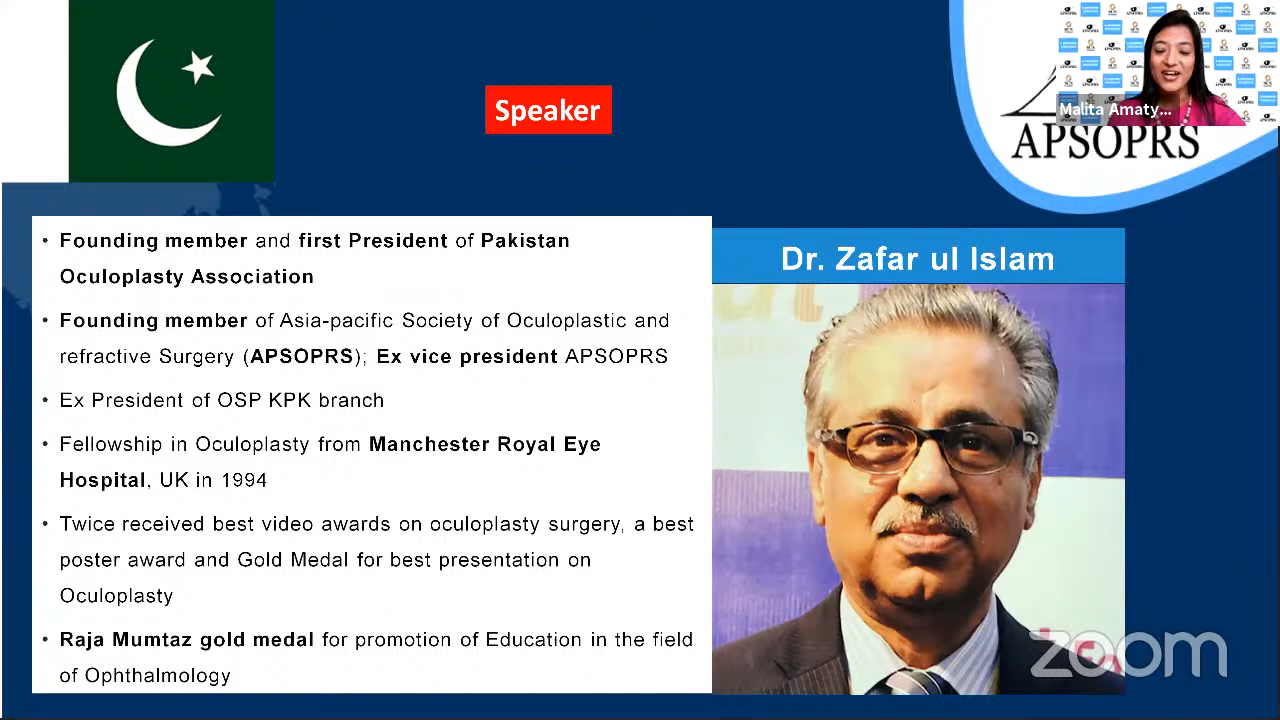 Speaker
Malita Amaty...
APSOPRS
• Founding member and first President of Pakistan
Oculoplasty Association
• Founding member of Asia-pacific Society of Oculoplastic and
refractive Surgery (APSOPRS); Ex vice president APSOPRS
• Ex President of OSP KPK branch
• Fellowship in Oculoplasty from Manchester Royal Eye
Hospital, UK in 1994
• Twice received best video awards on oculoplasty surgery, a best
poster award and Gold Medal for best presentation on
Oculoplasty
• Raja Mumtaz gold medal for promotion of Education in the field
of Ophthalmology
Dr. Zafar ul Islam
zoom